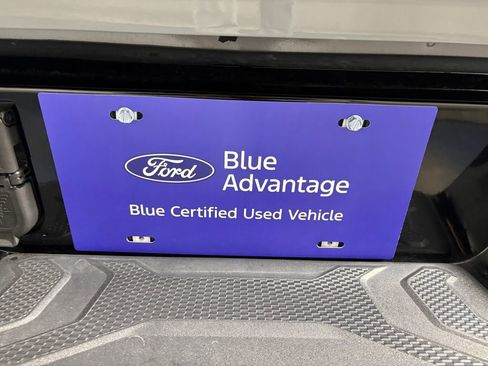 Ford
Blue
Advantage
Blue Certified Used Vehicle